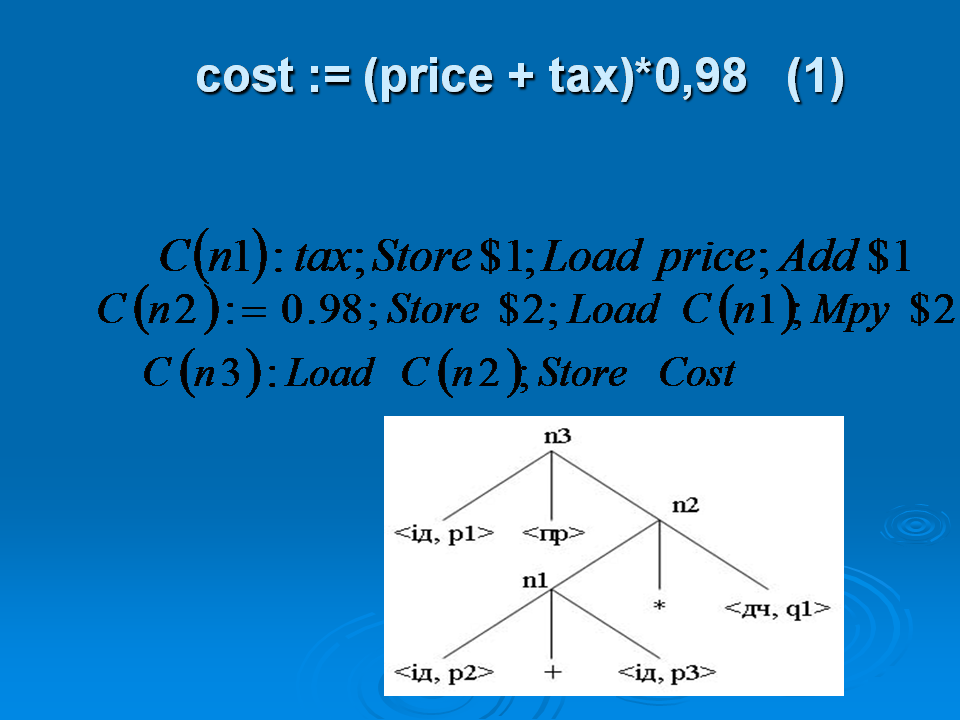 cost := (price + tax)*0,98 (1)
C(n1): tax; Store $1; Load price; Add $1
C(n2):= 0.98; Store $2; Load C(n1); Mpy $2
C(n3): Load C(n2); Store Cost
n3
n2
<ід, p1> <пр>
n1
* <дч, q1>
<ід, p2> + <ід, p3>